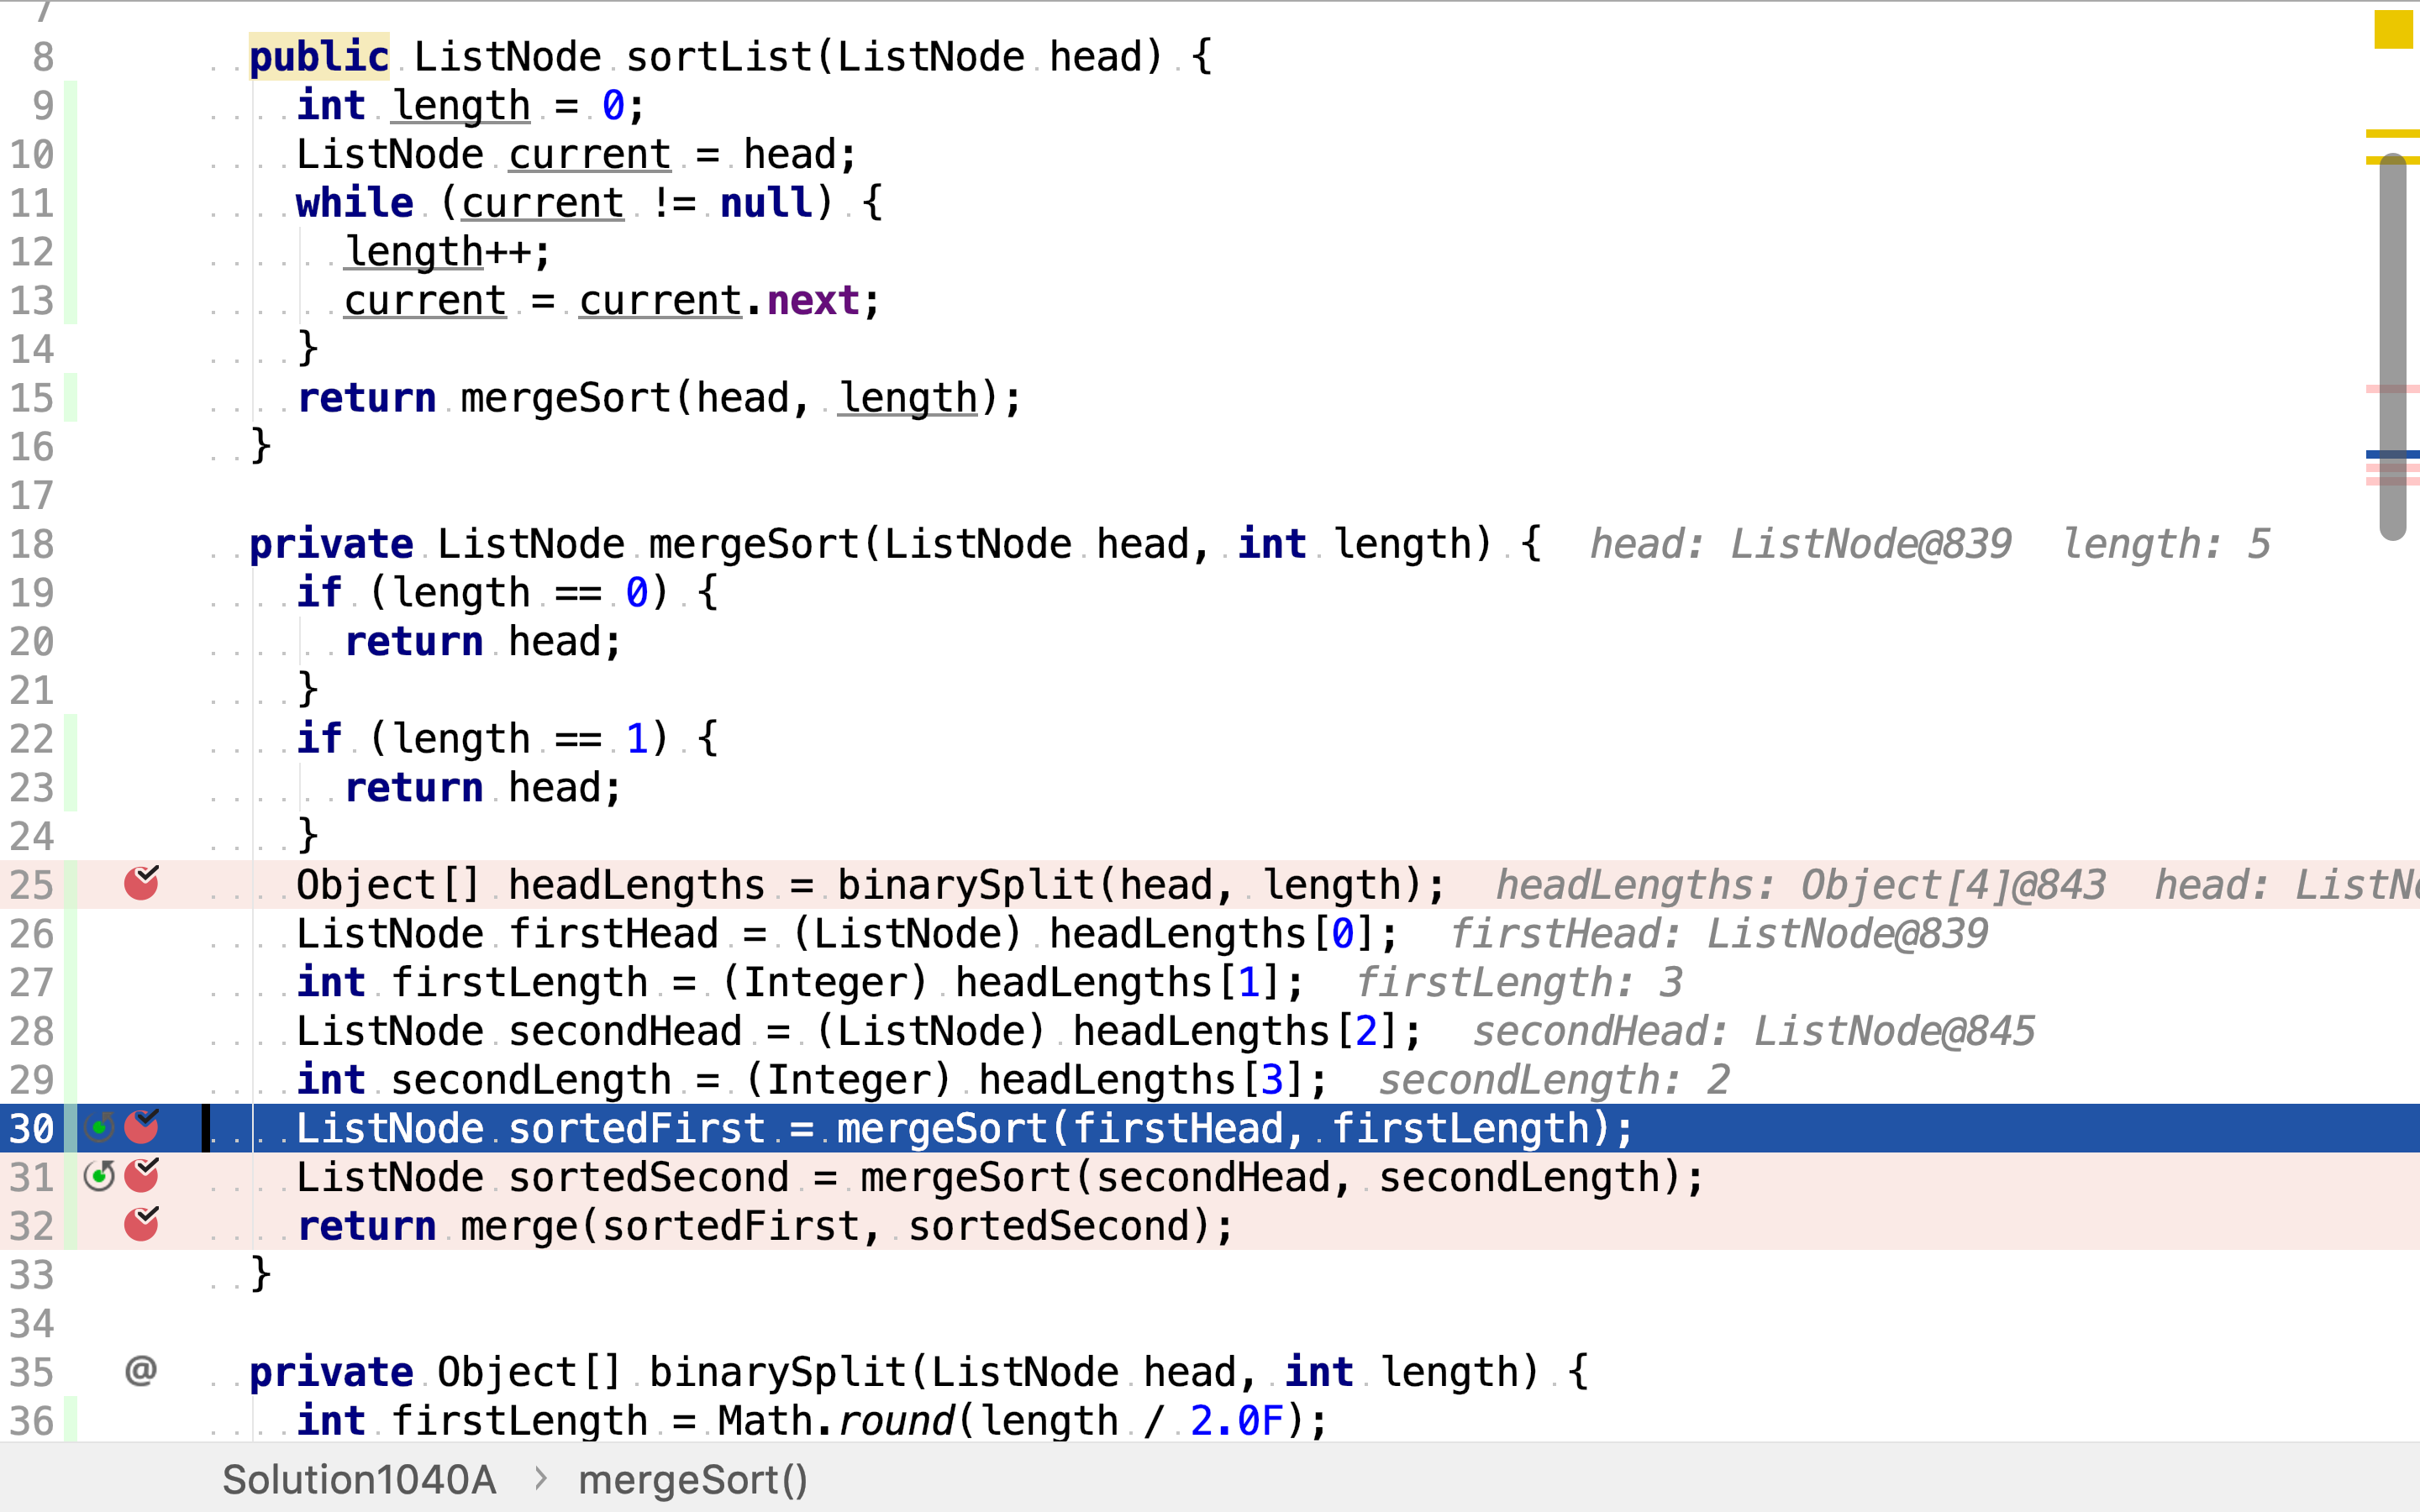 7
8 public ListNode sortList(ListNode head) {
9 int length = 0;
10 ListNode current = head;
11 while (current != null) {
12 length++;
13 current = current.next;
14 }
15 return mergeSort(head, length);
16 }
17
18 private ListNode mergeSort(ListNode head, int length) { head: ListNode@839 length: 5
19 if (length == 0) {
20 return head;
21 }
22 if (length == 1) {
23 return head;
24 }
25 Object[] headLengths = binarySplit(head, length); headLengths: Object[4]@843 head: ListNo
26 ListNode firstHead = (ListNode) headLengths[0]; firstHead: ListNode@839
27 int firstLength = (Integer) headLengths[1]; firstLength: 3
28 ListNode secondHead = (ListNode) headLengths[2]; secondHead: ListNode@845
29 int secondLength = (Integer) headLengths[3]; secondLength: 2
30 ListNode sortedFirst = mergeSort(firstHead, firstLength);
31 ListNode sortedSecond = mergeSort(secondHead, secondLength);
32 return merge(sortedFirst, sortedSecond);
33 }
34
35 @ private Object[] binarySplit(ListNode head, int length) {
36 int firstLength = Math.round(length / 2.0F);
Solution1040A > mergeSort()